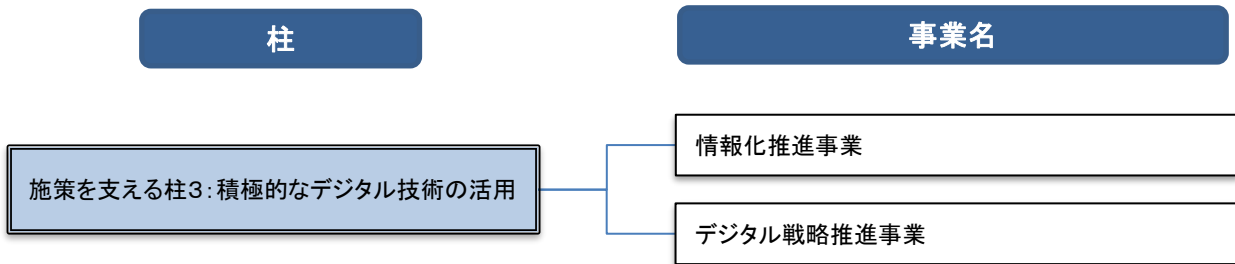 柱
事業名
施策を支える柱3:積極的なデジタル技術の活用
情報化推進事業
デジタル戦略推進事業